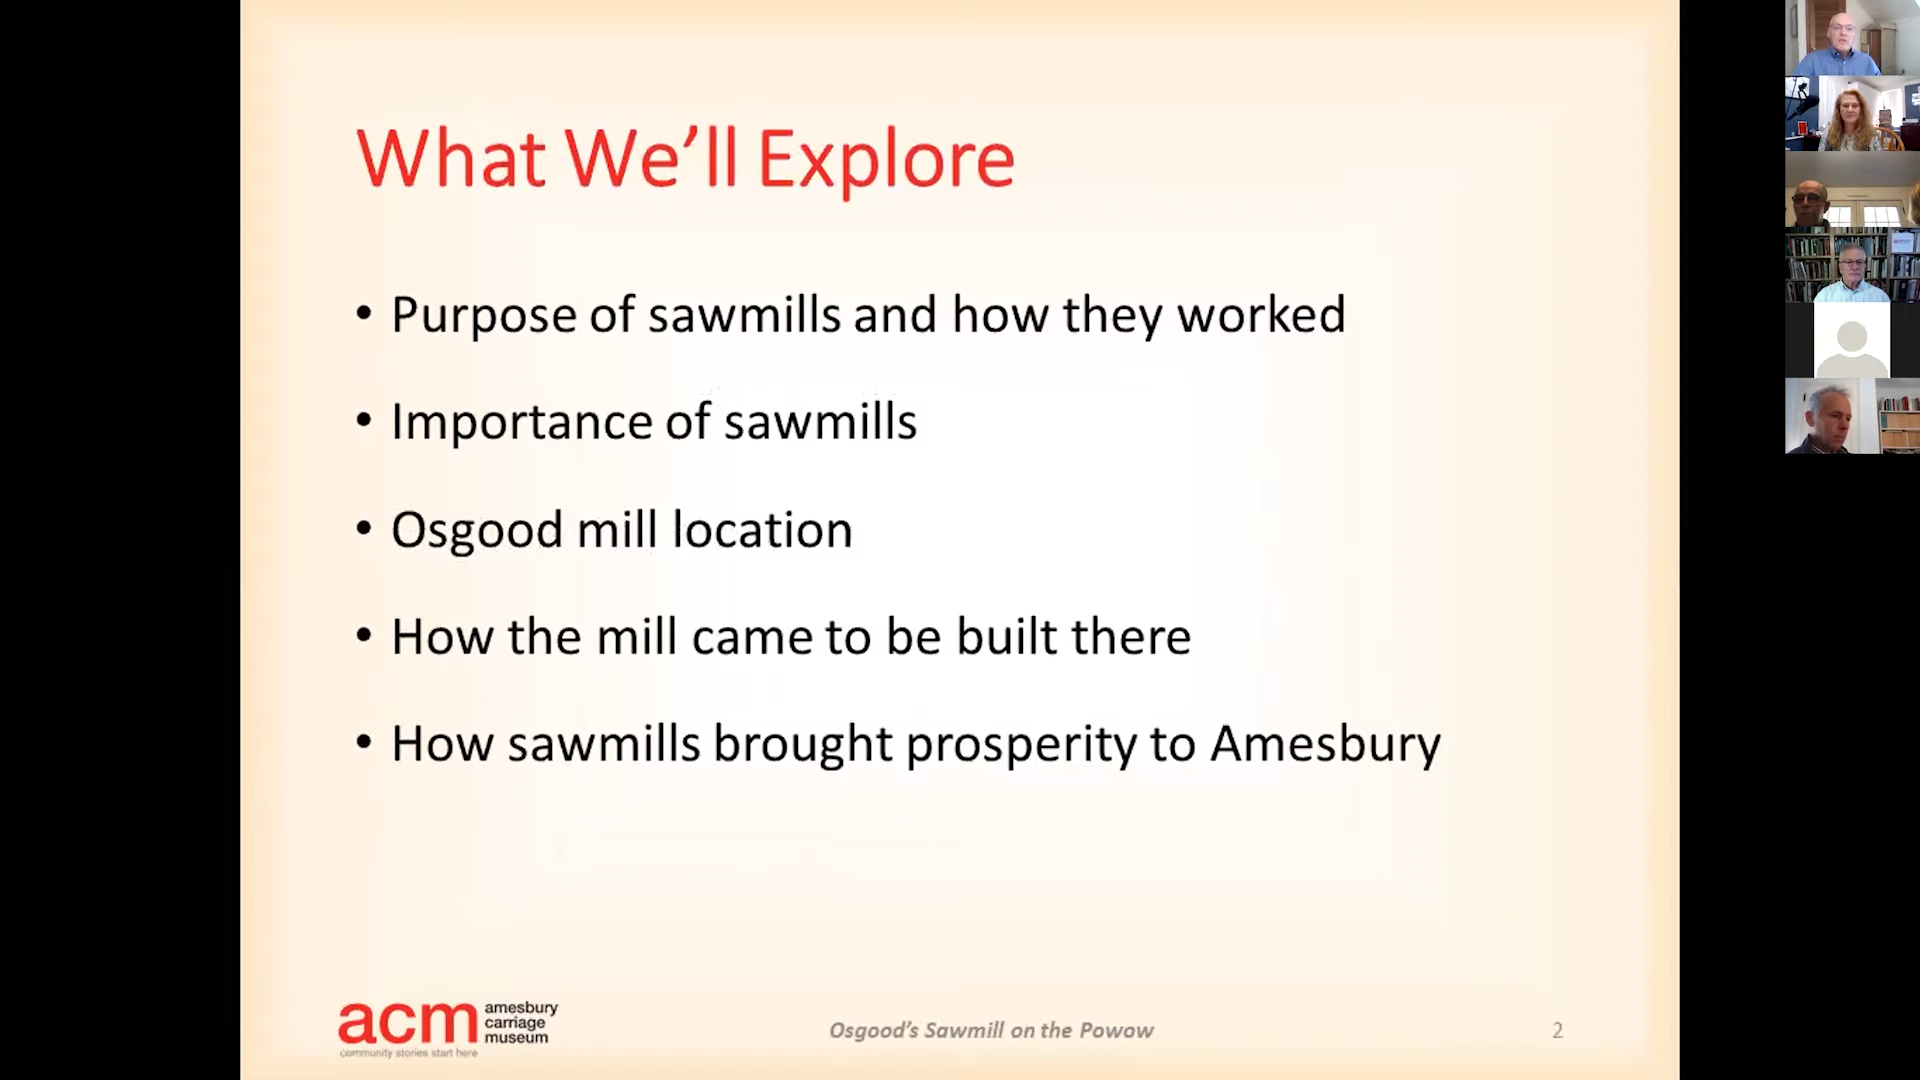 What We’ll Explore
• Purpose of sawmills and how they worked
• Importance of sawmills
• Osgood mill location
• How the mill came to be built there
• How sawmills brought prosperity to Amesbury
acm
amesbury
carriage
museum
community stories start here
Osgood’s Sawmill on the Powow
2